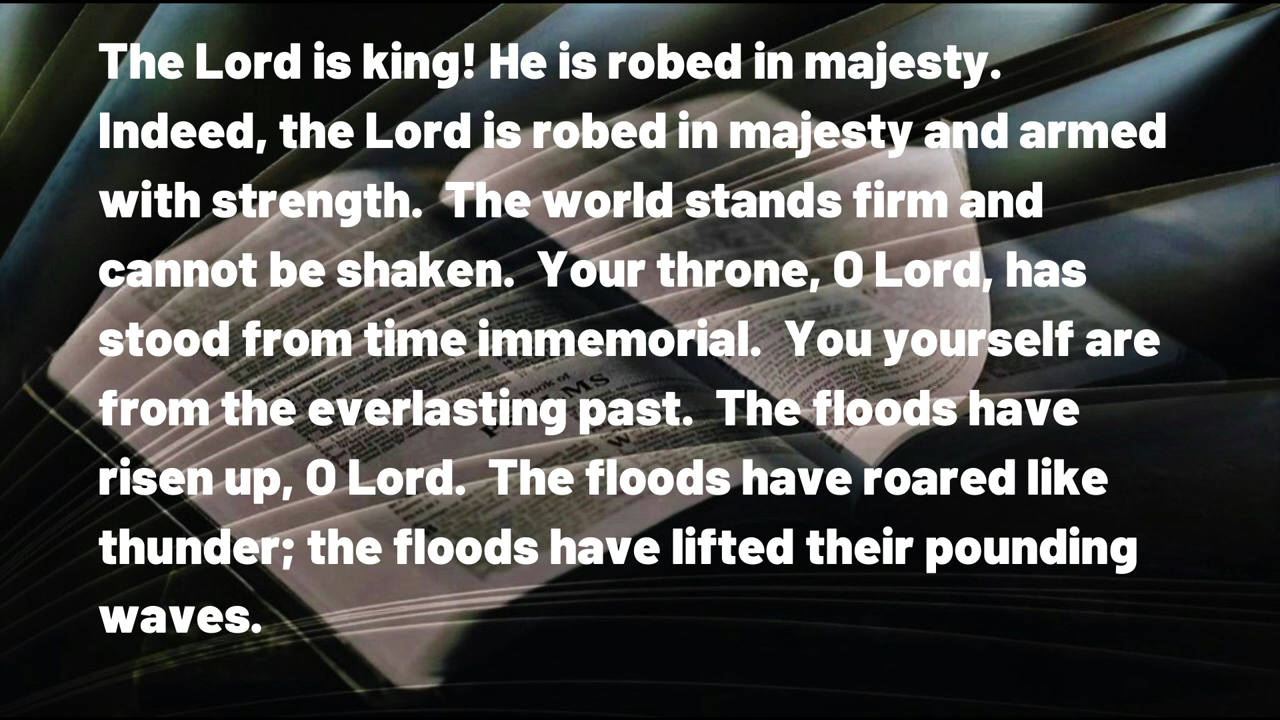 The Lord is king! He is robed in majesty.
Indeed, the Lord is robed in majesty and armed
with strength.  The world stands firm and
cannot be shaken.  Your throne, O Lord, has
stood from time immemorial.  You yourself are
from the everlasting past.  The floods have
risen up, O Lord.  The floods have roared like
thunder; the floods have lifted their pounding
waves.
Book of